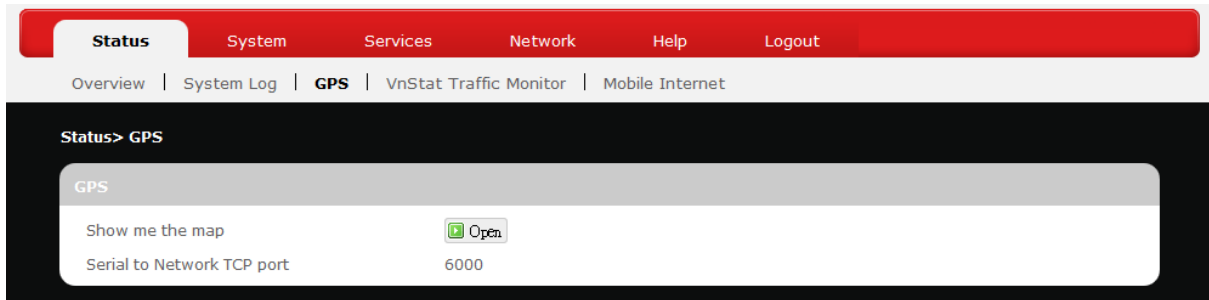 Status System Services Network Help Logout
Overview | System Log | GPS | VnStat Traffic Monitor | Mobile Internet
Status> GPS
GPS
Show me the map Open
Serial to Network TCP port 6000